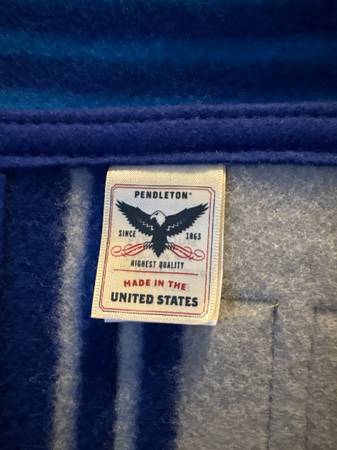 PENDLETON®
SINCE 1863
HIGHEST QUALITY
MADE IN THE
UNITED STATES